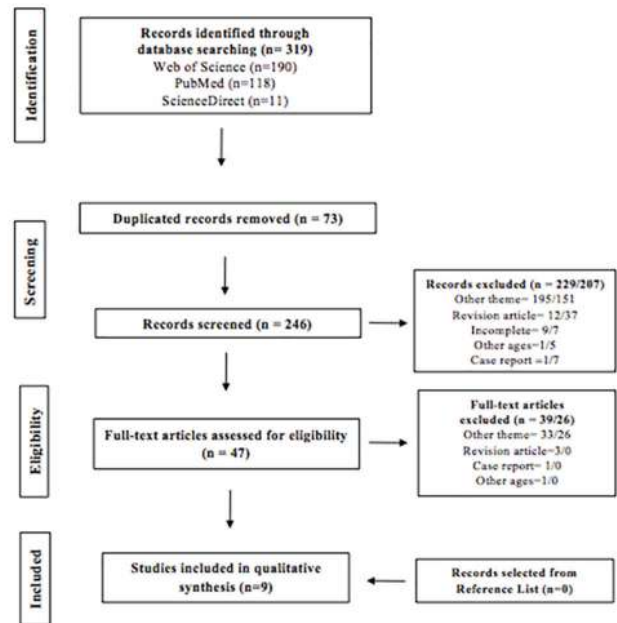 Identification
Records identified through
database searching (n= 319)
Web of Science (n=190)
PubMed (n=118)
ScienceDirect (n=11)
Screening
Duplicated records removed (n = 73)
Records screened (n = 246)
Records excluded (n = 229/207)
Other theme= 195/151
Revision article= 12/37
Incomplete= 9/7
Other ages=1/5
Case report =1/7
Eligibility
Full-text articles assessed for eligibility
(n = 47)
Full-text articles
excluded (n = 39/26)
Other theme= 33/26
Revision article=3/0
Case report= 1/0
Other ages=1/0
Included
Studies included in qualitative
synthesis (n=9)
Records selected from
Reference List (n=0)